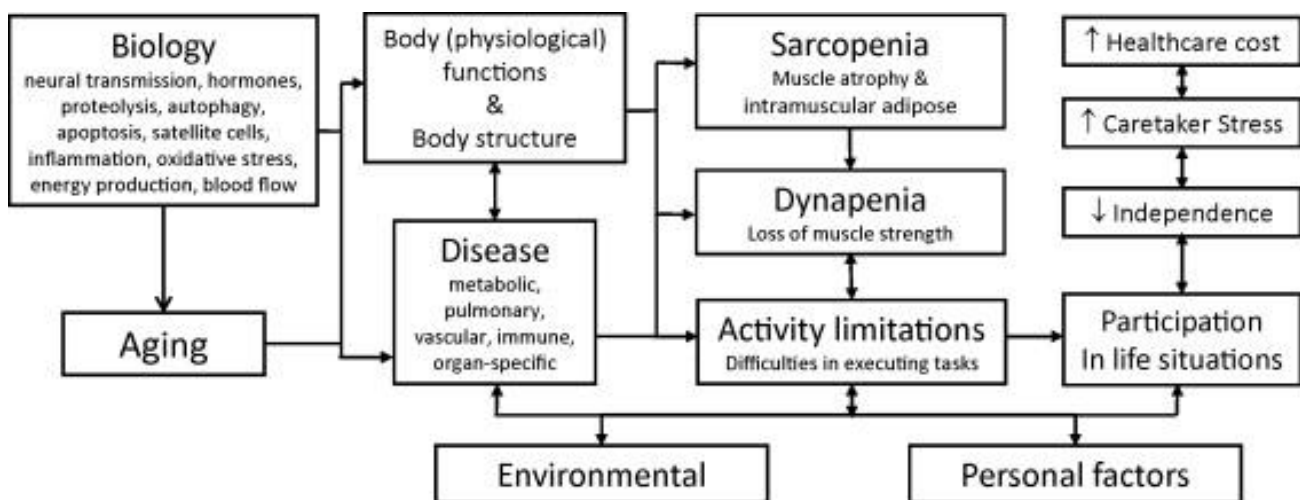 Biology
neural transmission, hormones,
proteolysis, autophagy,
apoptosis, satellite cells,
inflammation, oxidative stress,
energy production, blood flow
Aging
Body (physiological)
functions
&
Body structure
Disease
metabolic,
pulmonary,
vascular, immune,
organ-specific
Sarcopenia
Muscle atrophy &
intramuscular adipose
Dynapenia
Loss of muscle strength
Activity limitations
Difficulties in executing tasks
↑ Healthcare cost
↑ Caretaker Stress
↓ Independence
Participation
In life situations
Environmental
Personal factors